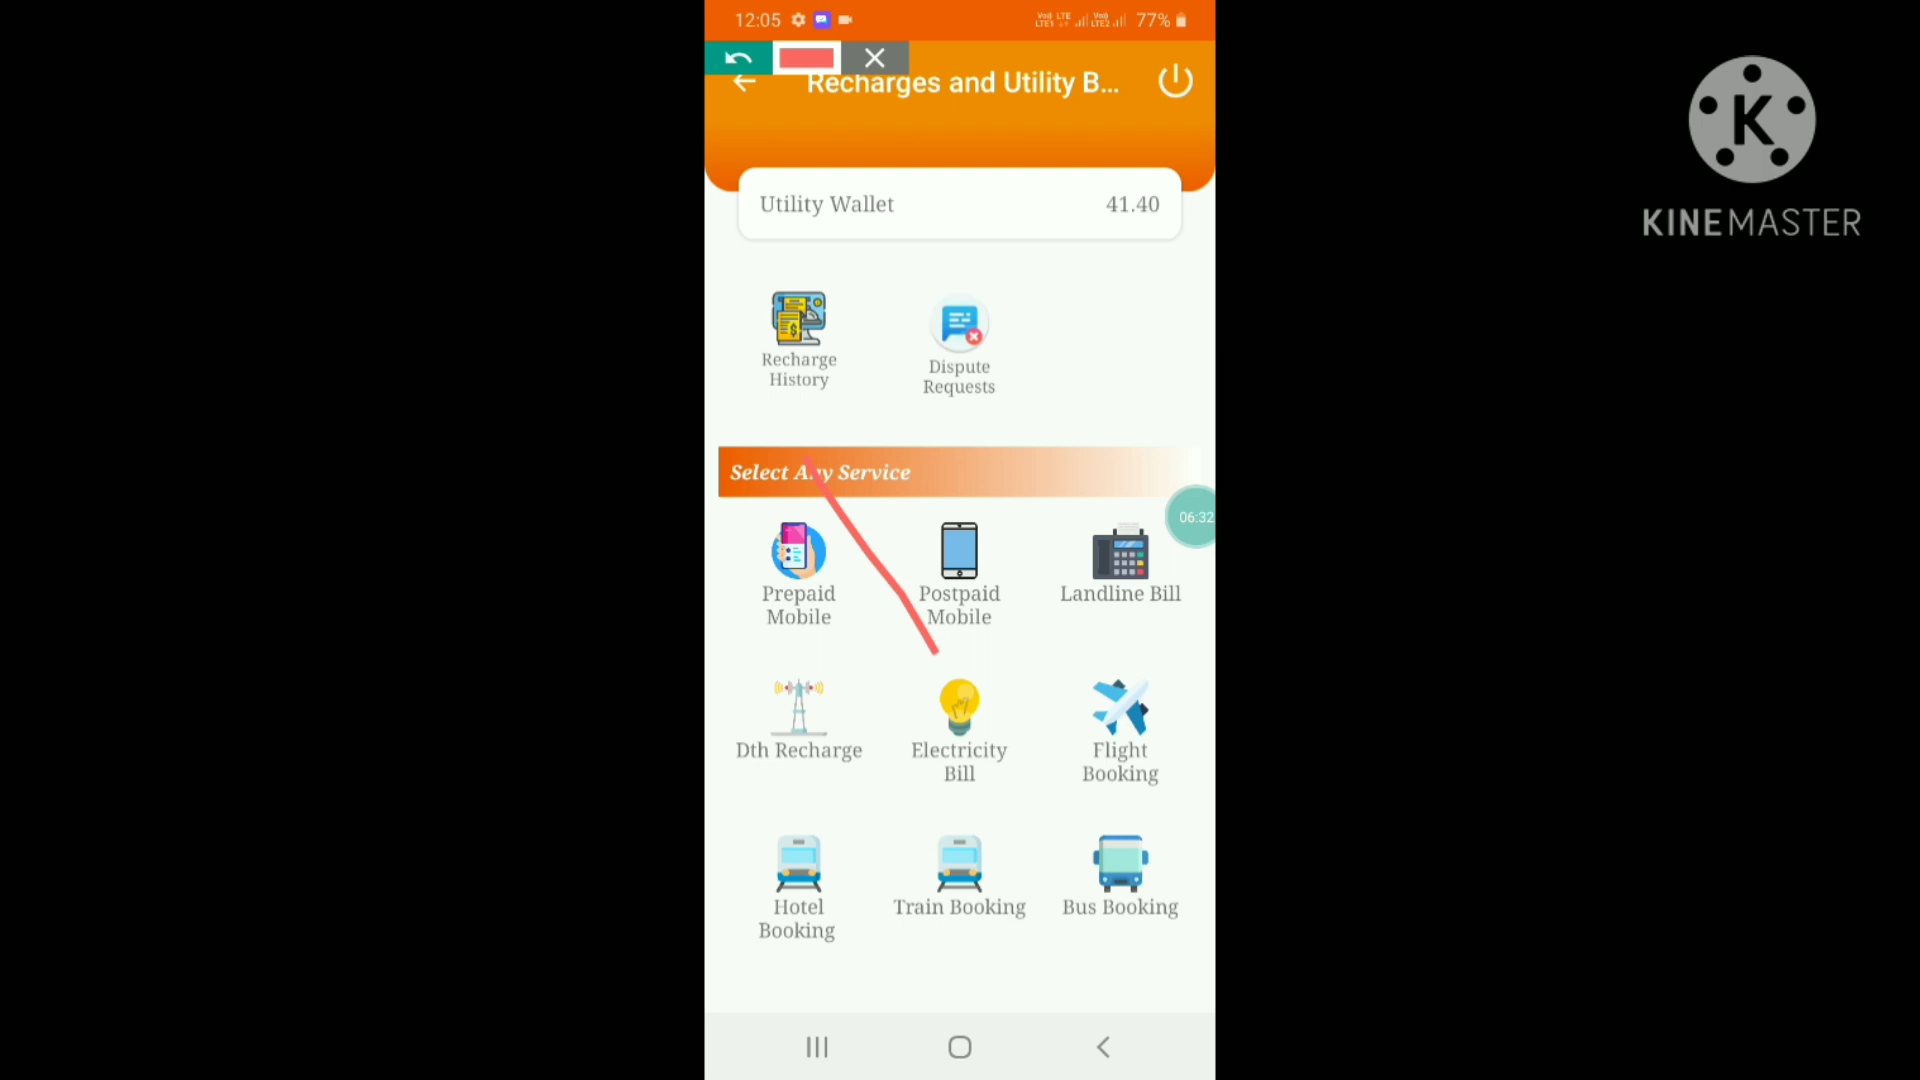 12:05
77%
Recharges and Utility B...
Utility Wallet 41.40
Recharge
History
Dispute
Requests
Select Any Service
06:32
Prepaid
Mobile
Postpaid
Mobile
Landline Bill
Dth Recharge
Electricity
Bill
Flight
Booking
Hotel
Booking
Train Booking
Bus Booking
K
KINEMASTER